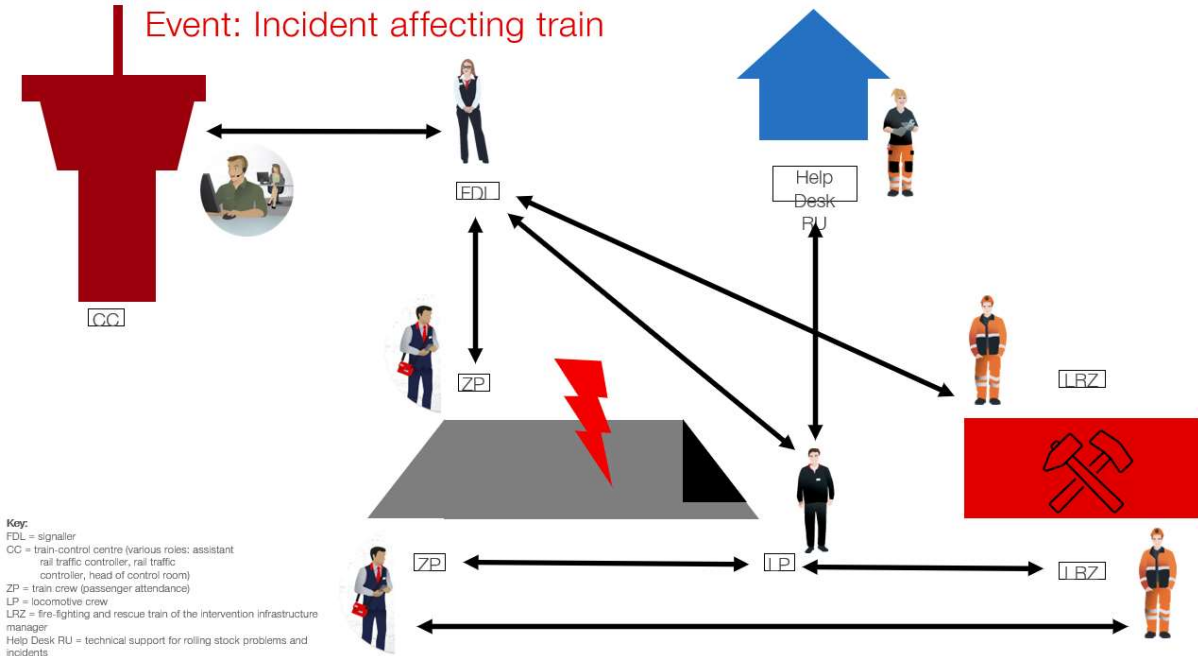 Event: Incident affecting train
FDL
Help
Desk
RU
CC
ZP
LRZ
ZP
LP
LRZ
Key:
FDL = signaller
CC = train-control centre (various roles: assistant
rail traffic controller, rail traffic
controller, head of control room)
ZP = train crew (passenger attendance)
LP = locomotive crew
LRZ = fire-fighting and rescue train of the intervention infrastructure
manager
Help Desk RU = technical support for rolling stock problems and
incidents